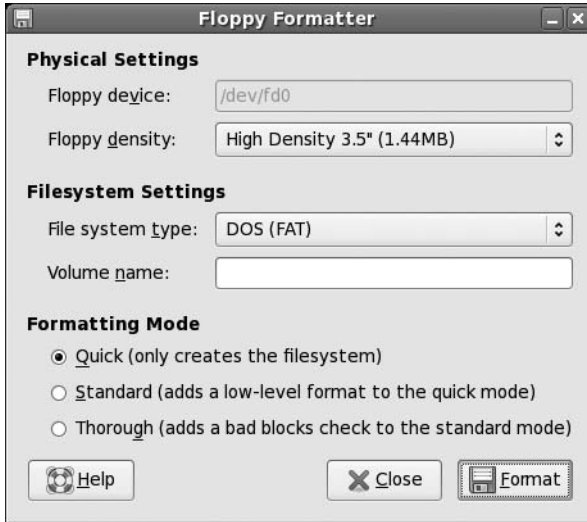 Floppy Formatter
Physical Settings
Floppy device: /dev/fd0
Floppy density: High Density 3.5" (1.44MB)
Filesystem Settings
File system type: DOS (FAT)
Volume name:
Formatting Mode
Quick (only creates the filesystem)
Standard (adds a low-level format to the quick mode)
Thorough (adds a bad blocks check to the standard mode)
Help Close Format